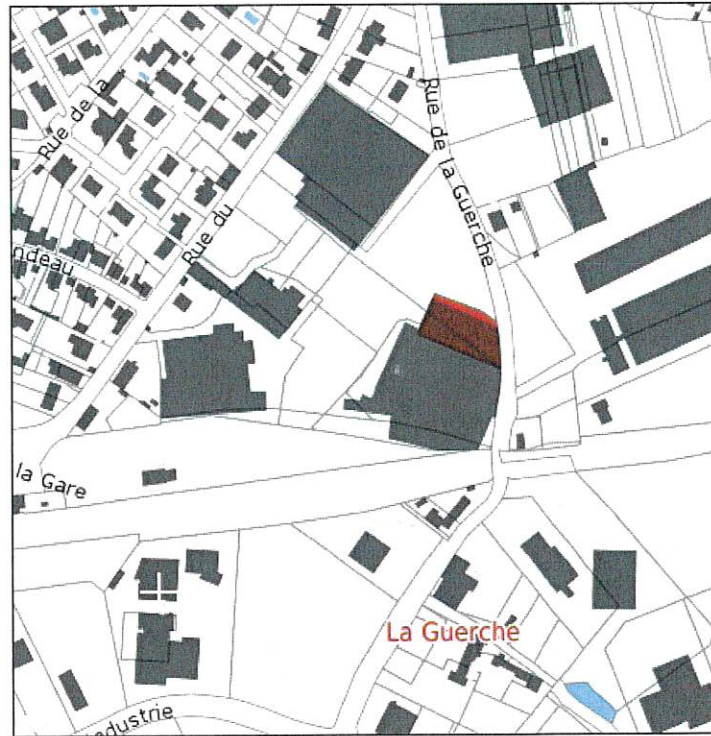 Rue de la
Rue de la Guerche
Rue du
ndeau
la Gare
La Guerche
ndustrie